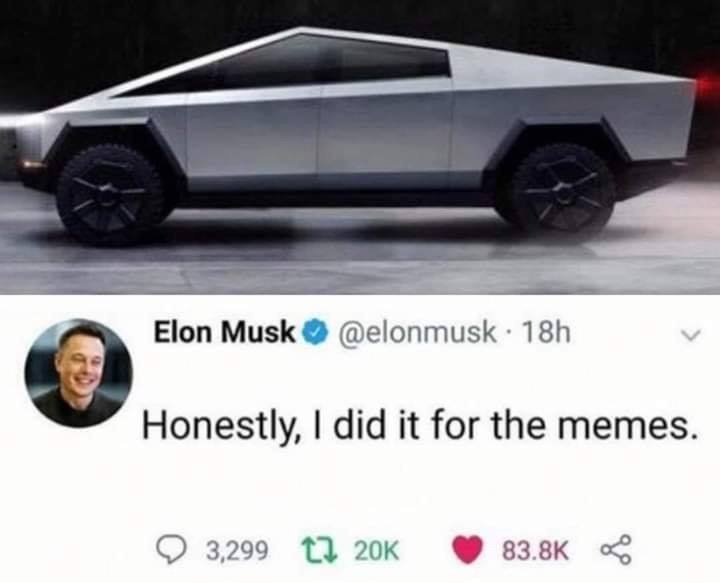 Elon Musk @elonmusk · 18h
Honestly, I did it for the memes.
3,299 20K 83.8K